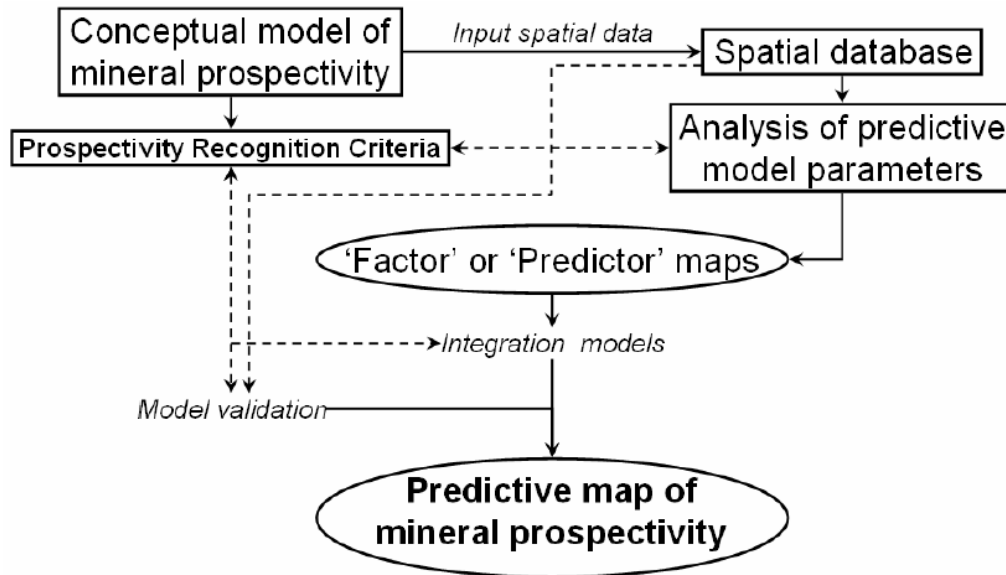 Conceptual model of
mineral prospectivity
Input spatial data
Spatial database
Prospectivity Recognition Criteria
Analysis of predictive
model parameters
‘Factor’ or ‘Predictor’ maps
Integration models
Model validation
Predictive map of
mineral prospectivity